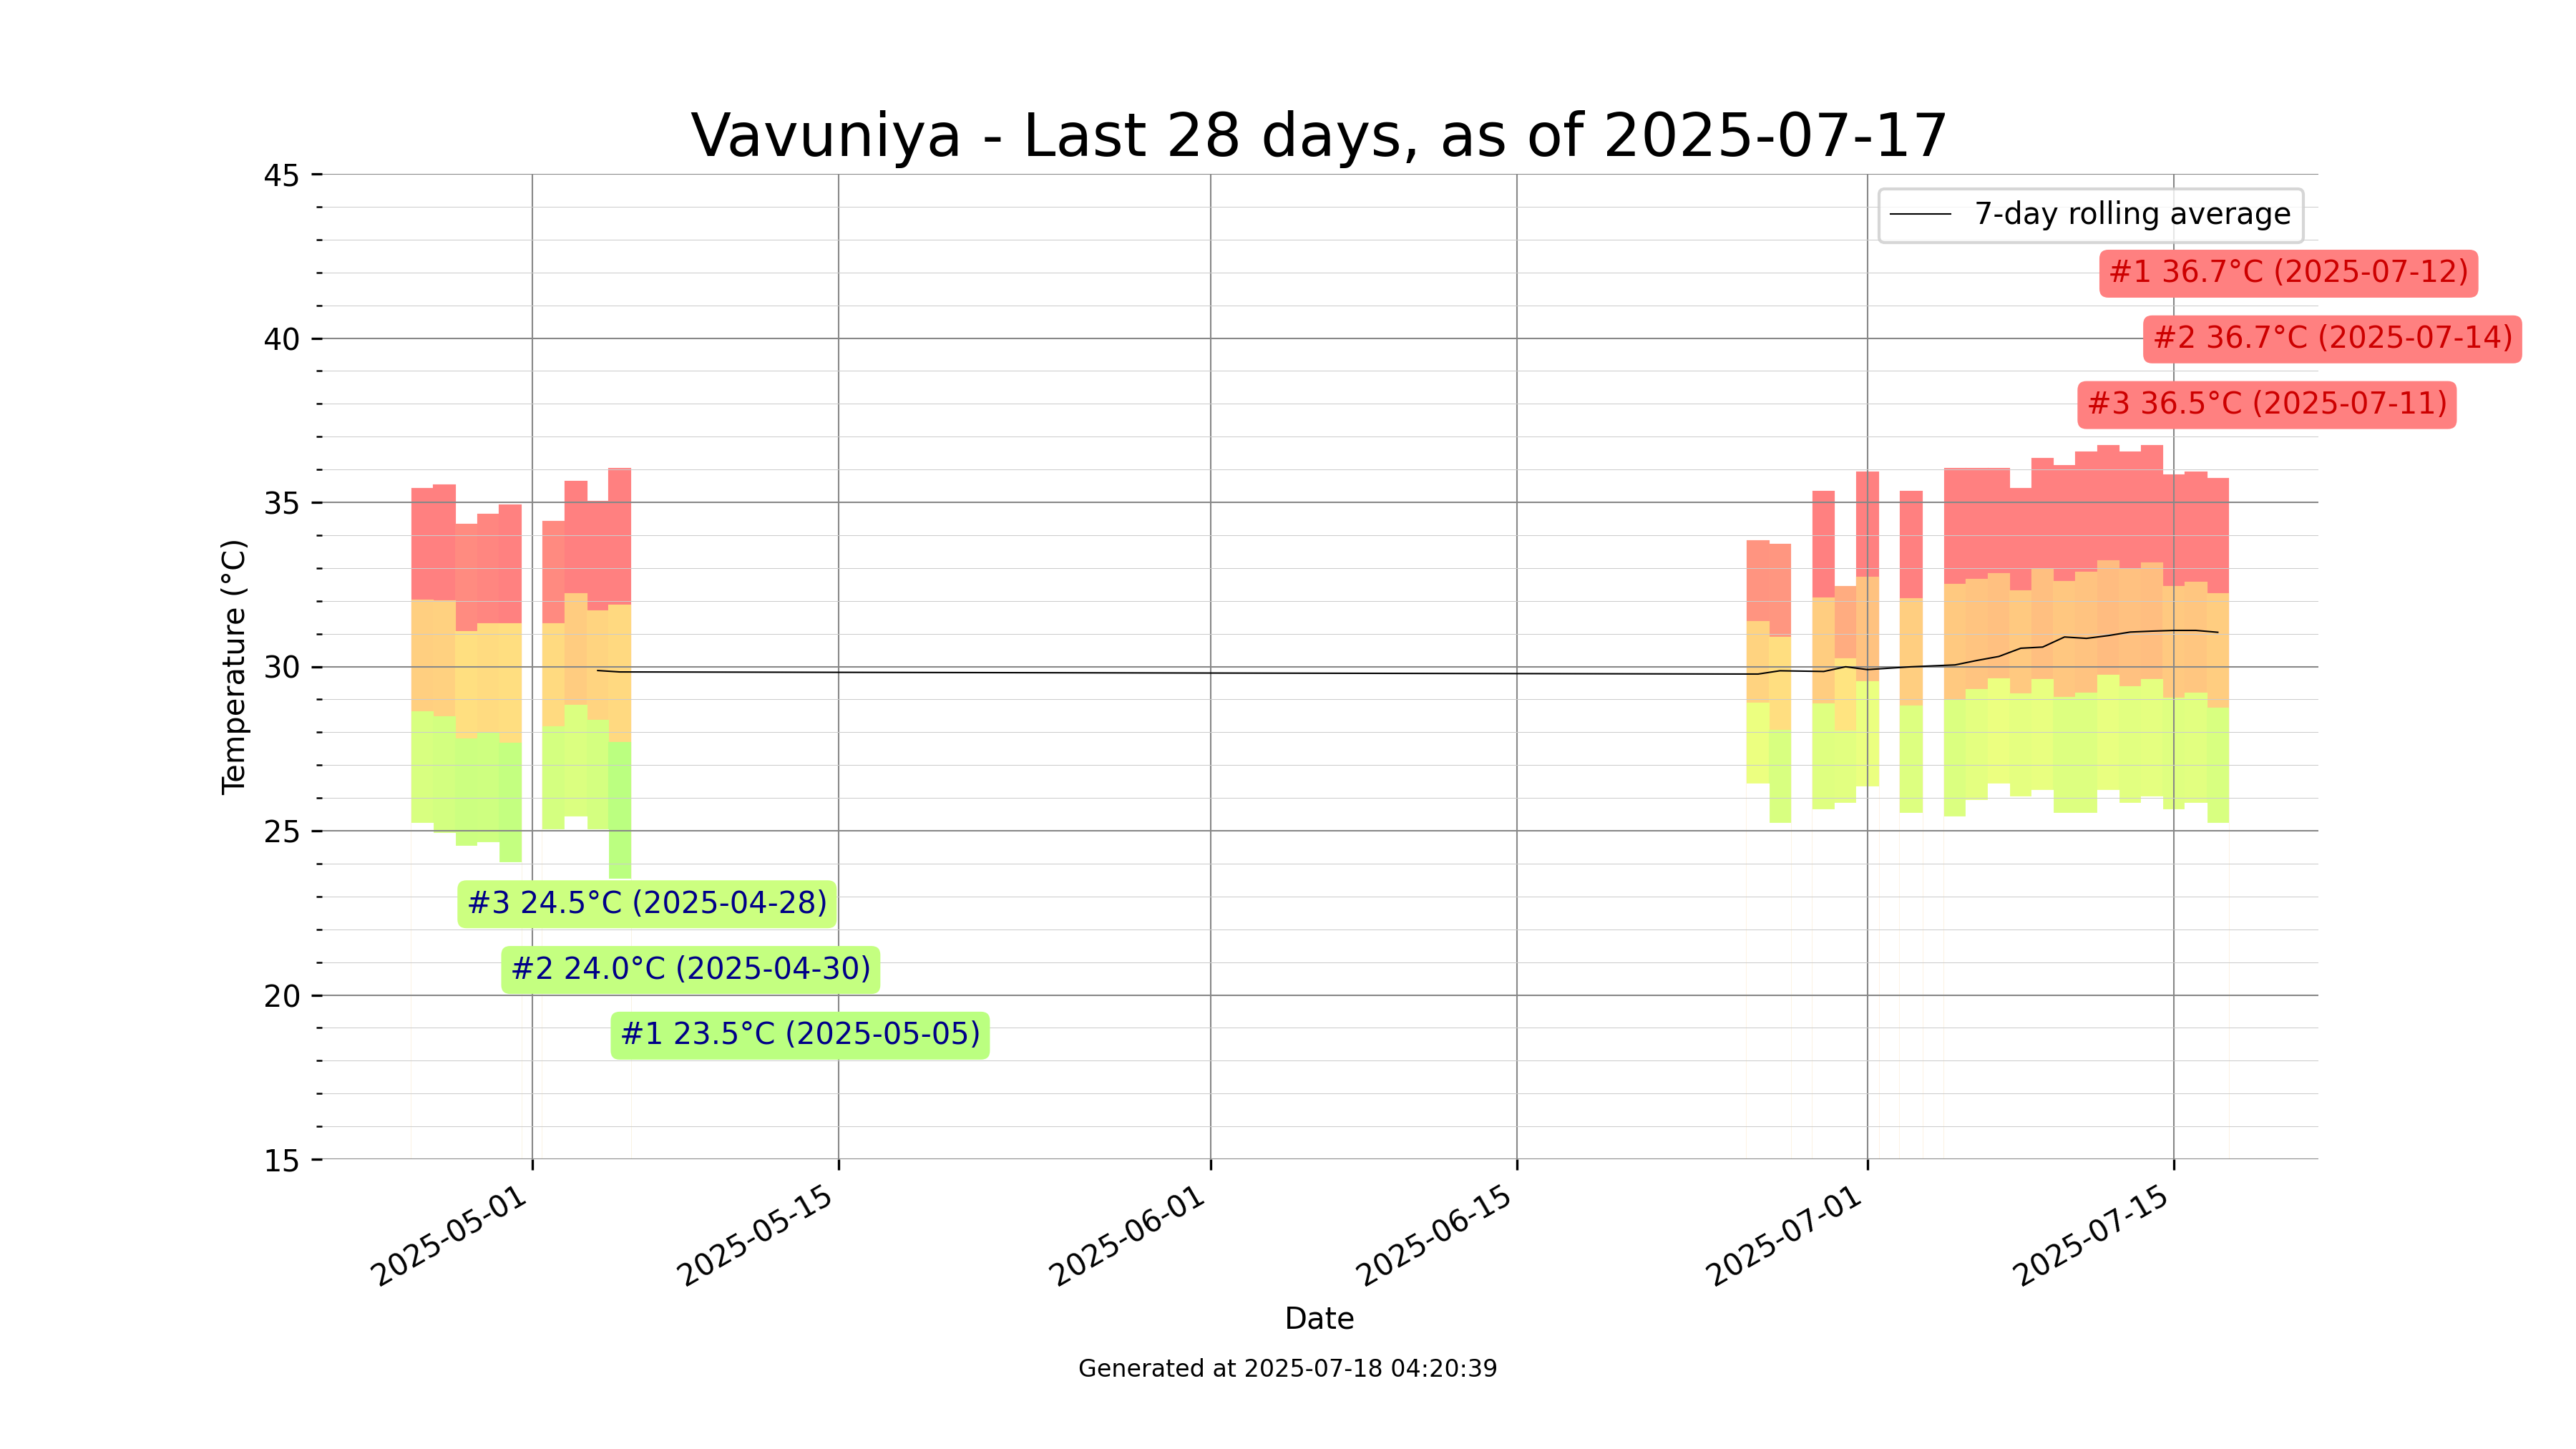 Vavuniya - Last 28 days, as of 2025-07-17
45
40
35
30
25
20
15
Temperature (°C)
7-day rolling average
#1 36.7°C (2025-07-12)
#2 36.7°C (2025-07-14)
#3 36.5°C (2025-07-11)
#3 24.5°C (2025-04-28)
#2 24.0°C (2025-04-30)
#1 23.5°C (2025-05-05)
2025-05-01
2025-05-15
2025-06-01
2025-06-15
2025-07-01
2025-07-15
Date
Generated at 2025-07-18 04:20:39